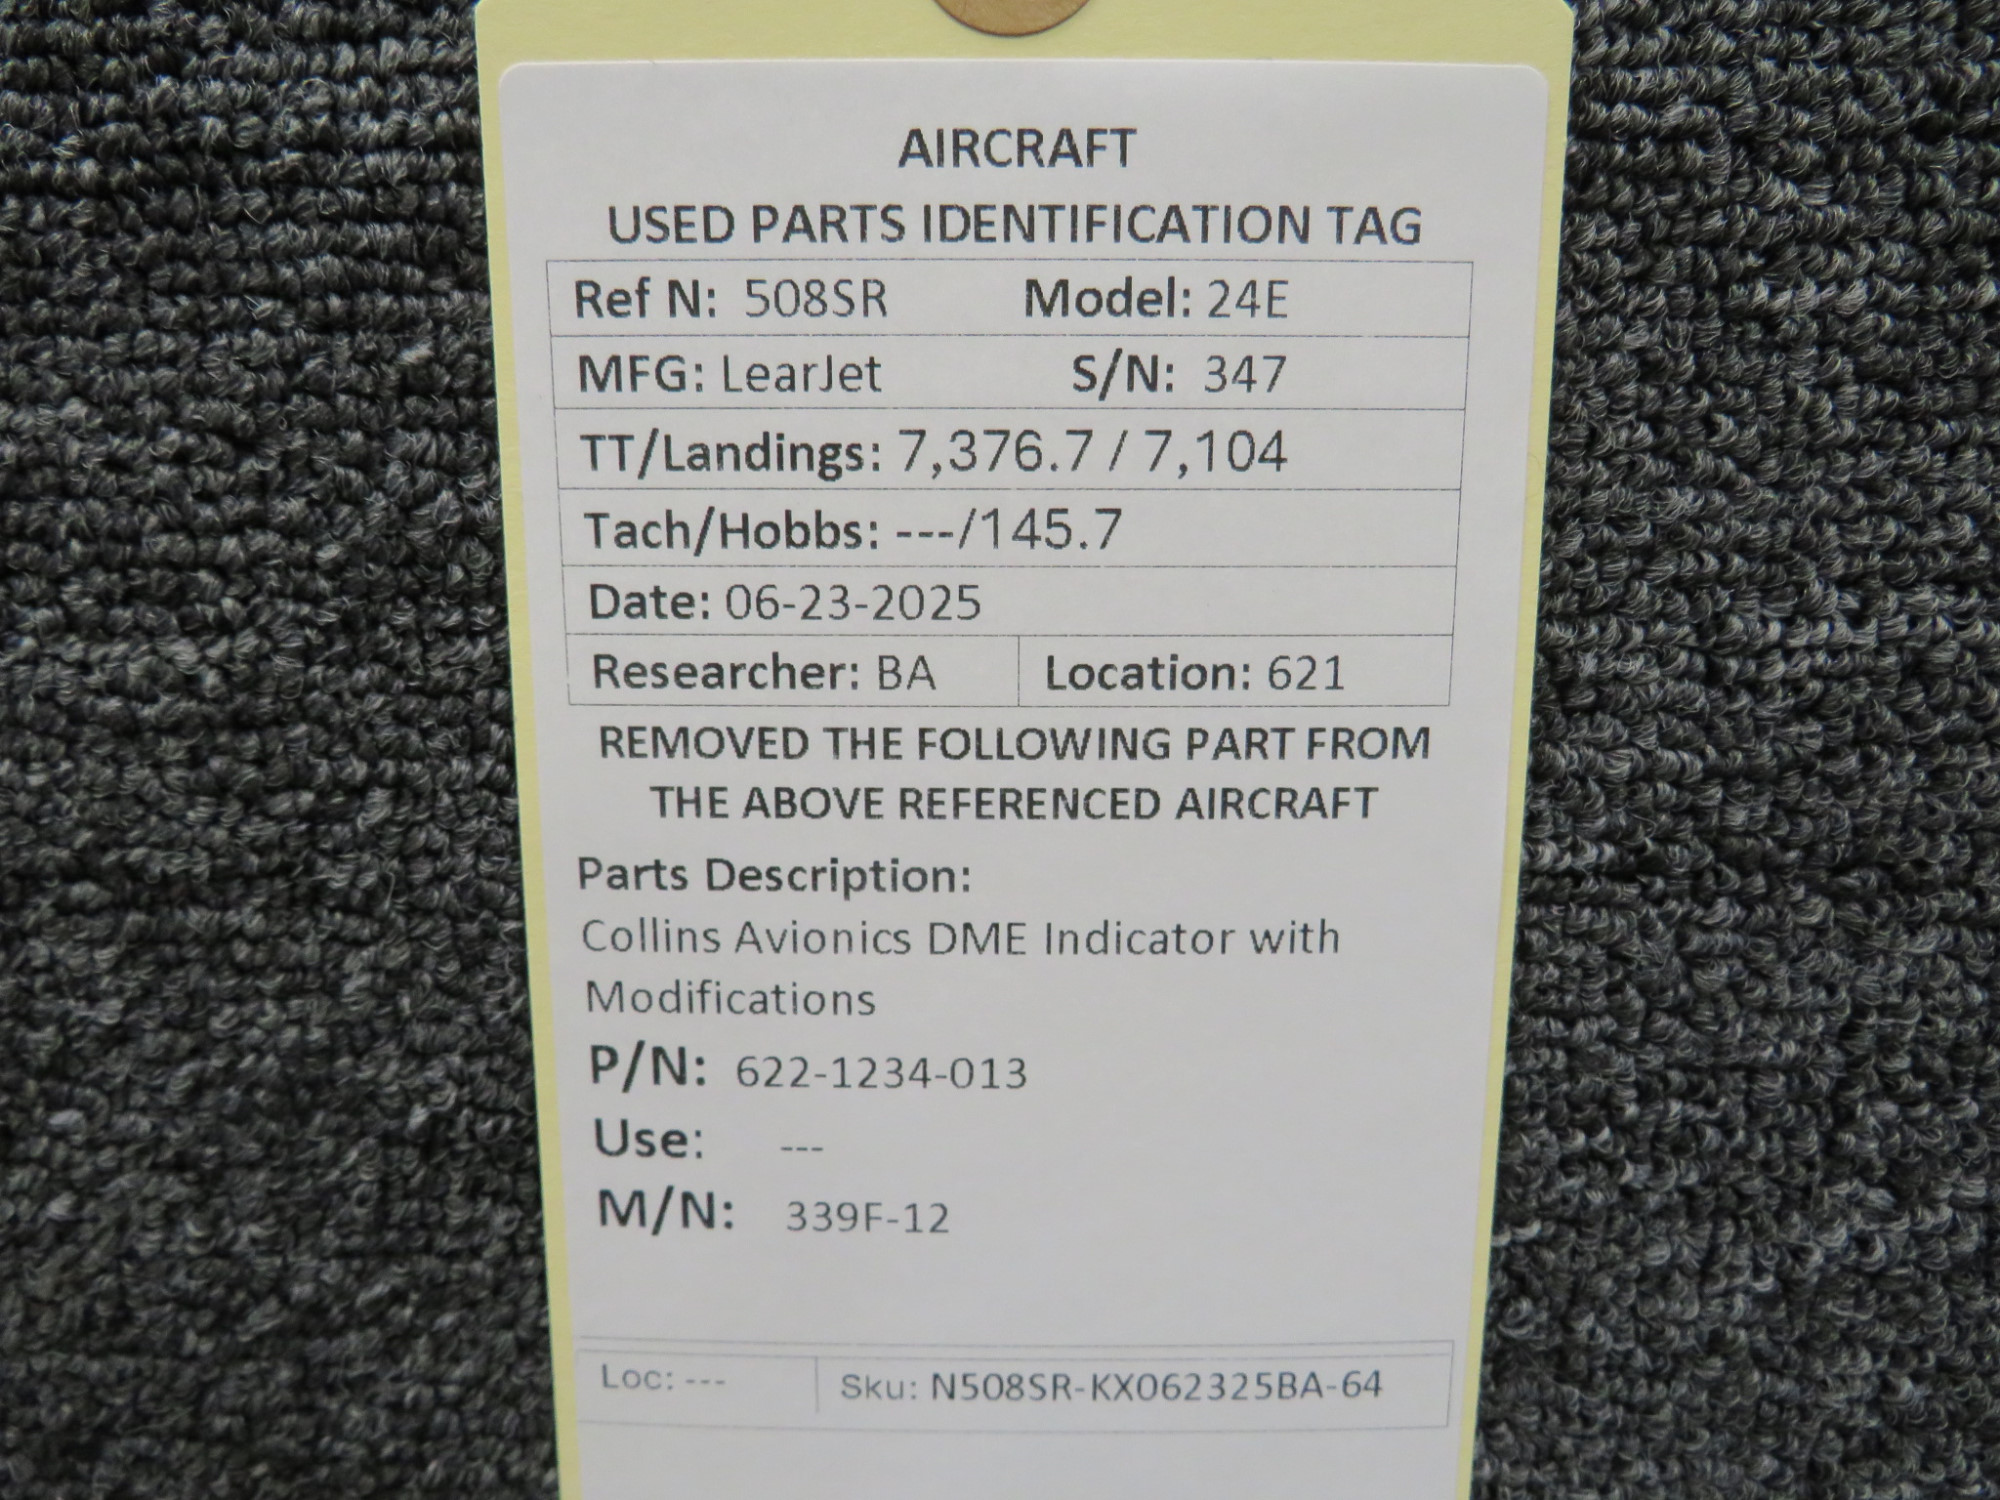 AIRCRAFT
USED PARTS IDENTIFICATION TAG
Ref N: 508SR Model: 24E
MFG: LearJet S/N: 347
TT/Landings: 7,376.7 / 7,104
Tach/Hobbs: ---/145.7
Date: 06-23-2025
Researcher: BA Location: 621
REMOVED THE FOLLOWING PART FROM
THE ABOVE REFERENCED AIRCRAFT
Parts Description:
Collins Avionics DME Indicator with
Modifications
P/N: 622-1234-013
Use: ---
M/N: 339F-12
Loc: --- Sku: N508SR-KX062325BA-64